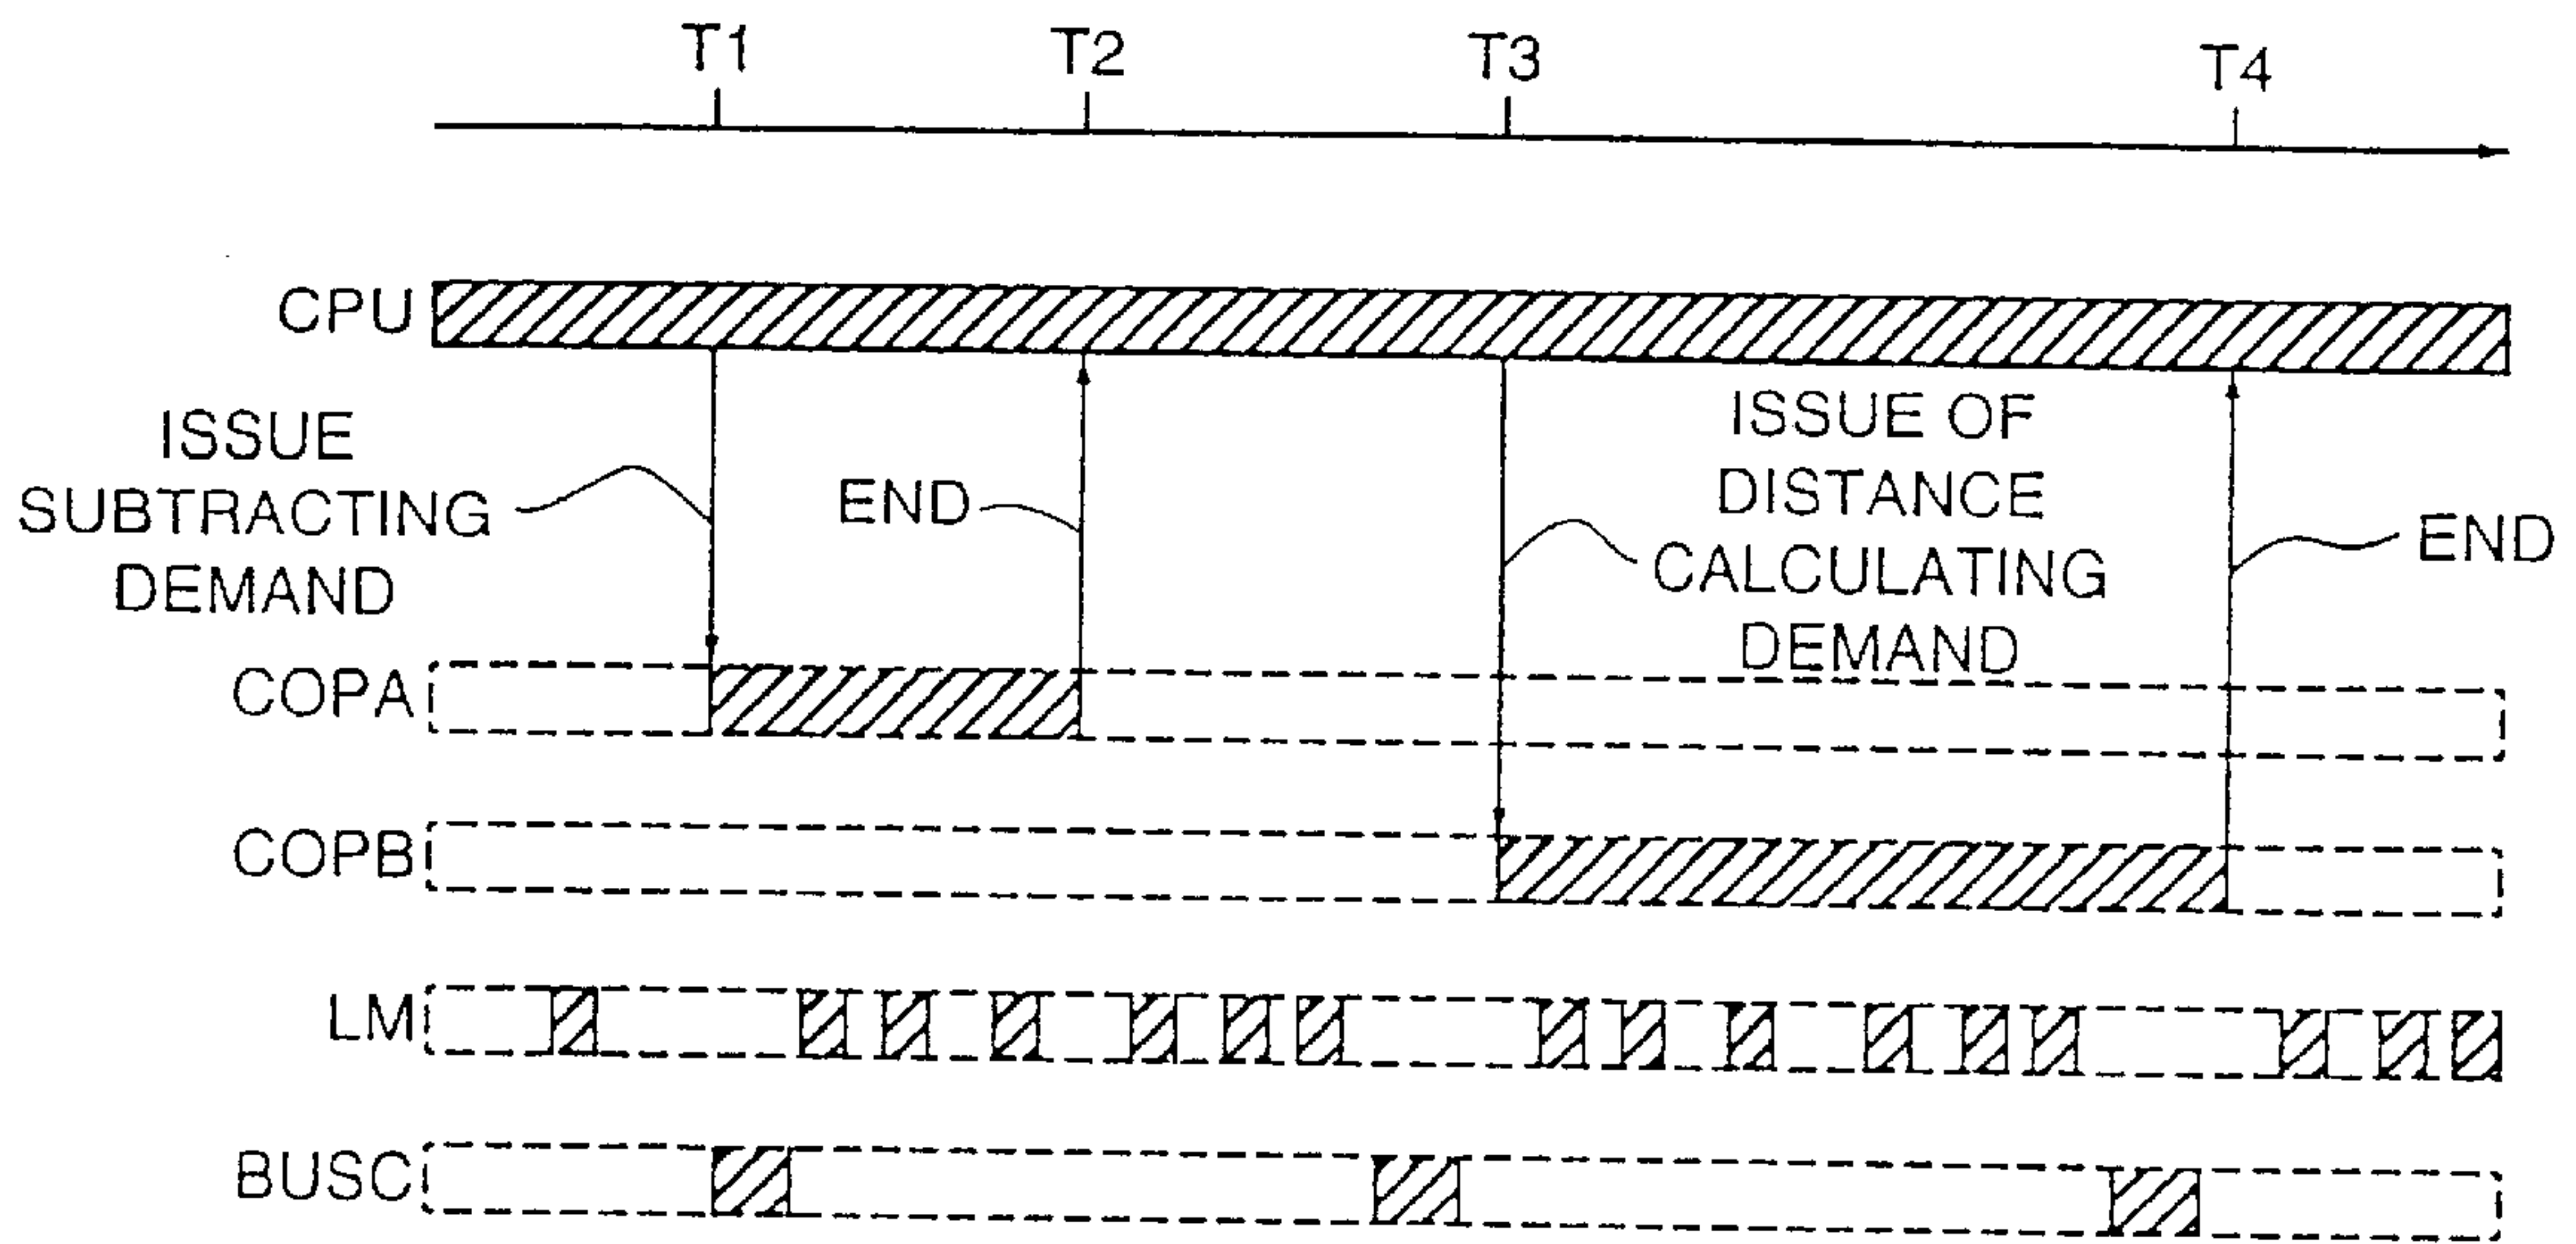 T1 T2 T3 T4
CPU
ISSUE
SUBTRACTING
DEMAND
END
ISSUE OF
DISTANCE
CALCULATING
DEMAND
END
COPA
COPB
LM
BUSC